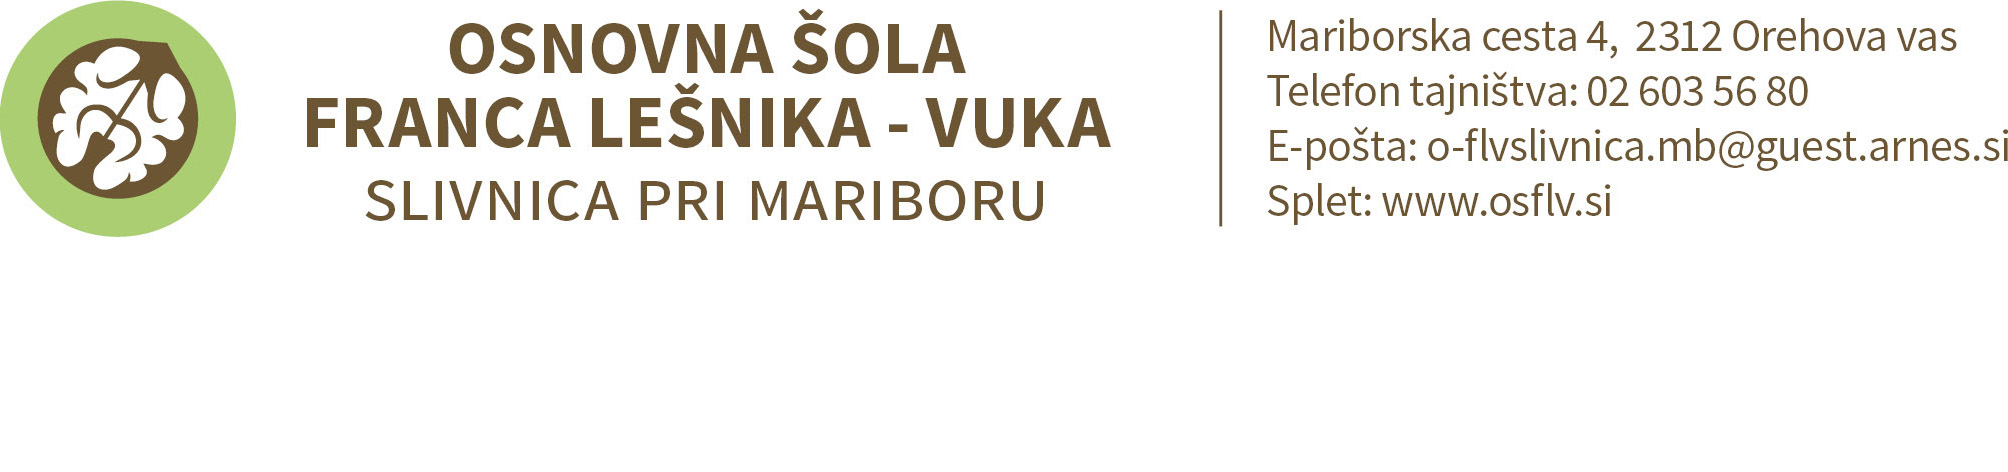 OSNOVNA ŠOLA
FRANCA LEŠNIKA - VUKA
SLIVNICA PRI MARIBORU
Mariborska cesta 4, 2312 Orehova vas
Telefon tajništva: 02 603 56 80
E-pošta: o-flvslivnica.mb@guest.arnes.si
Splet: www.osflv.si